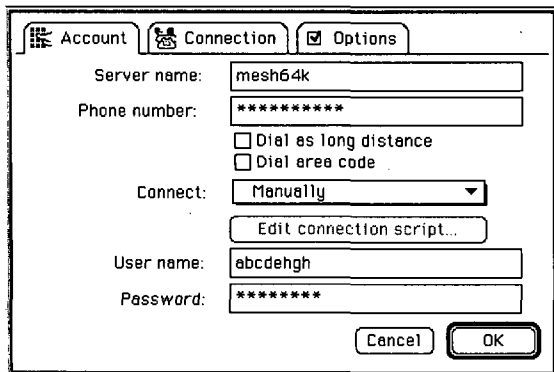 Account Connection Options
Server name: mesh64k
Phone number: **********
Dial as long distance
Dial area code
Connect: Manually
Edit connection script...
User name: abcdehgh
Password: ********
Cancel OK